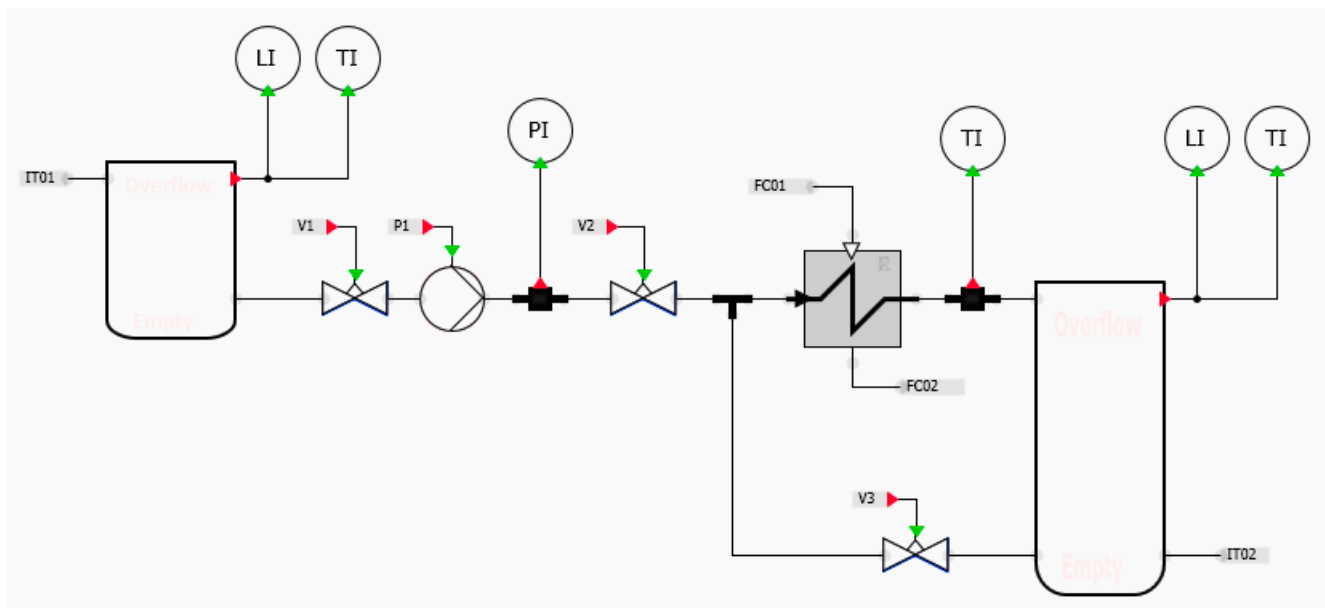 LI
TI
PI
TI
LI
TI
IT01
Overflow
FC01
V1
P1
V2
Overflow
Empty
FC02
V3
IT02
Empty